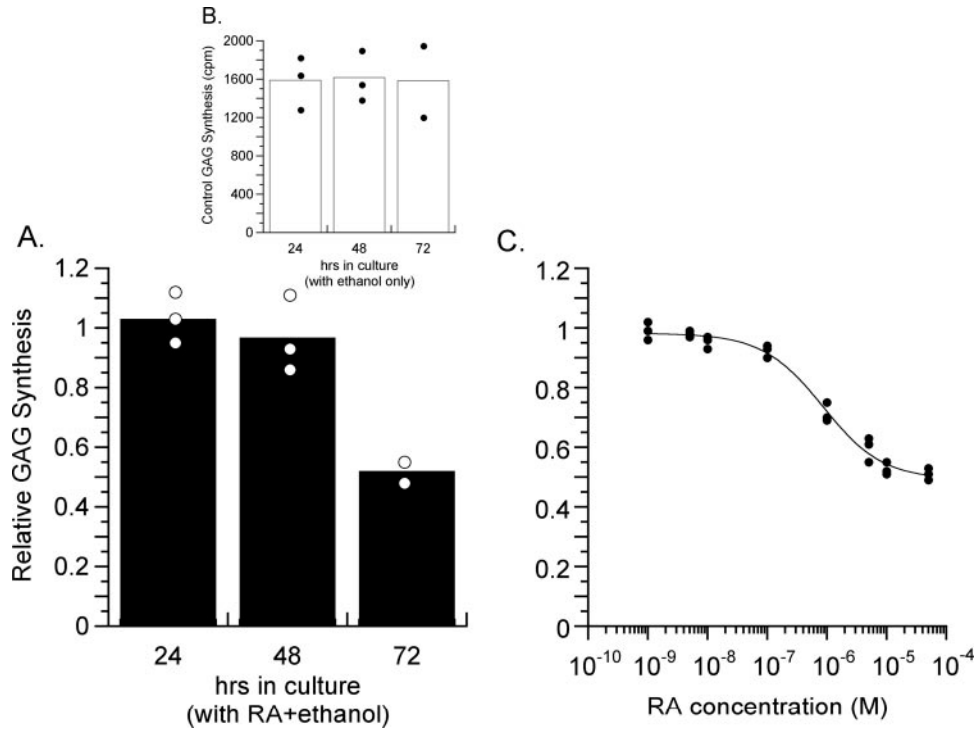 B.
Control GAG Synthesis (cpm)
2000
1600
1200
800
400
0
24 48 72
hrs in culture
(with ethanol only)
A.
Relative GAG Synthesis
1.2
1
0.8
0.6
0.4
0.2
0
24 48 72
hrs in culture
(with RA+ethanol)
C.
1.2
1
0.8
0.6
0.4
0.2
0
10⁻¹⁰ 10⁻⁹ 10⁻⁸ 10⁻⁷ 10⁻⁶ 10⁻⁵ 10⁻⁴
RA concentration (M)